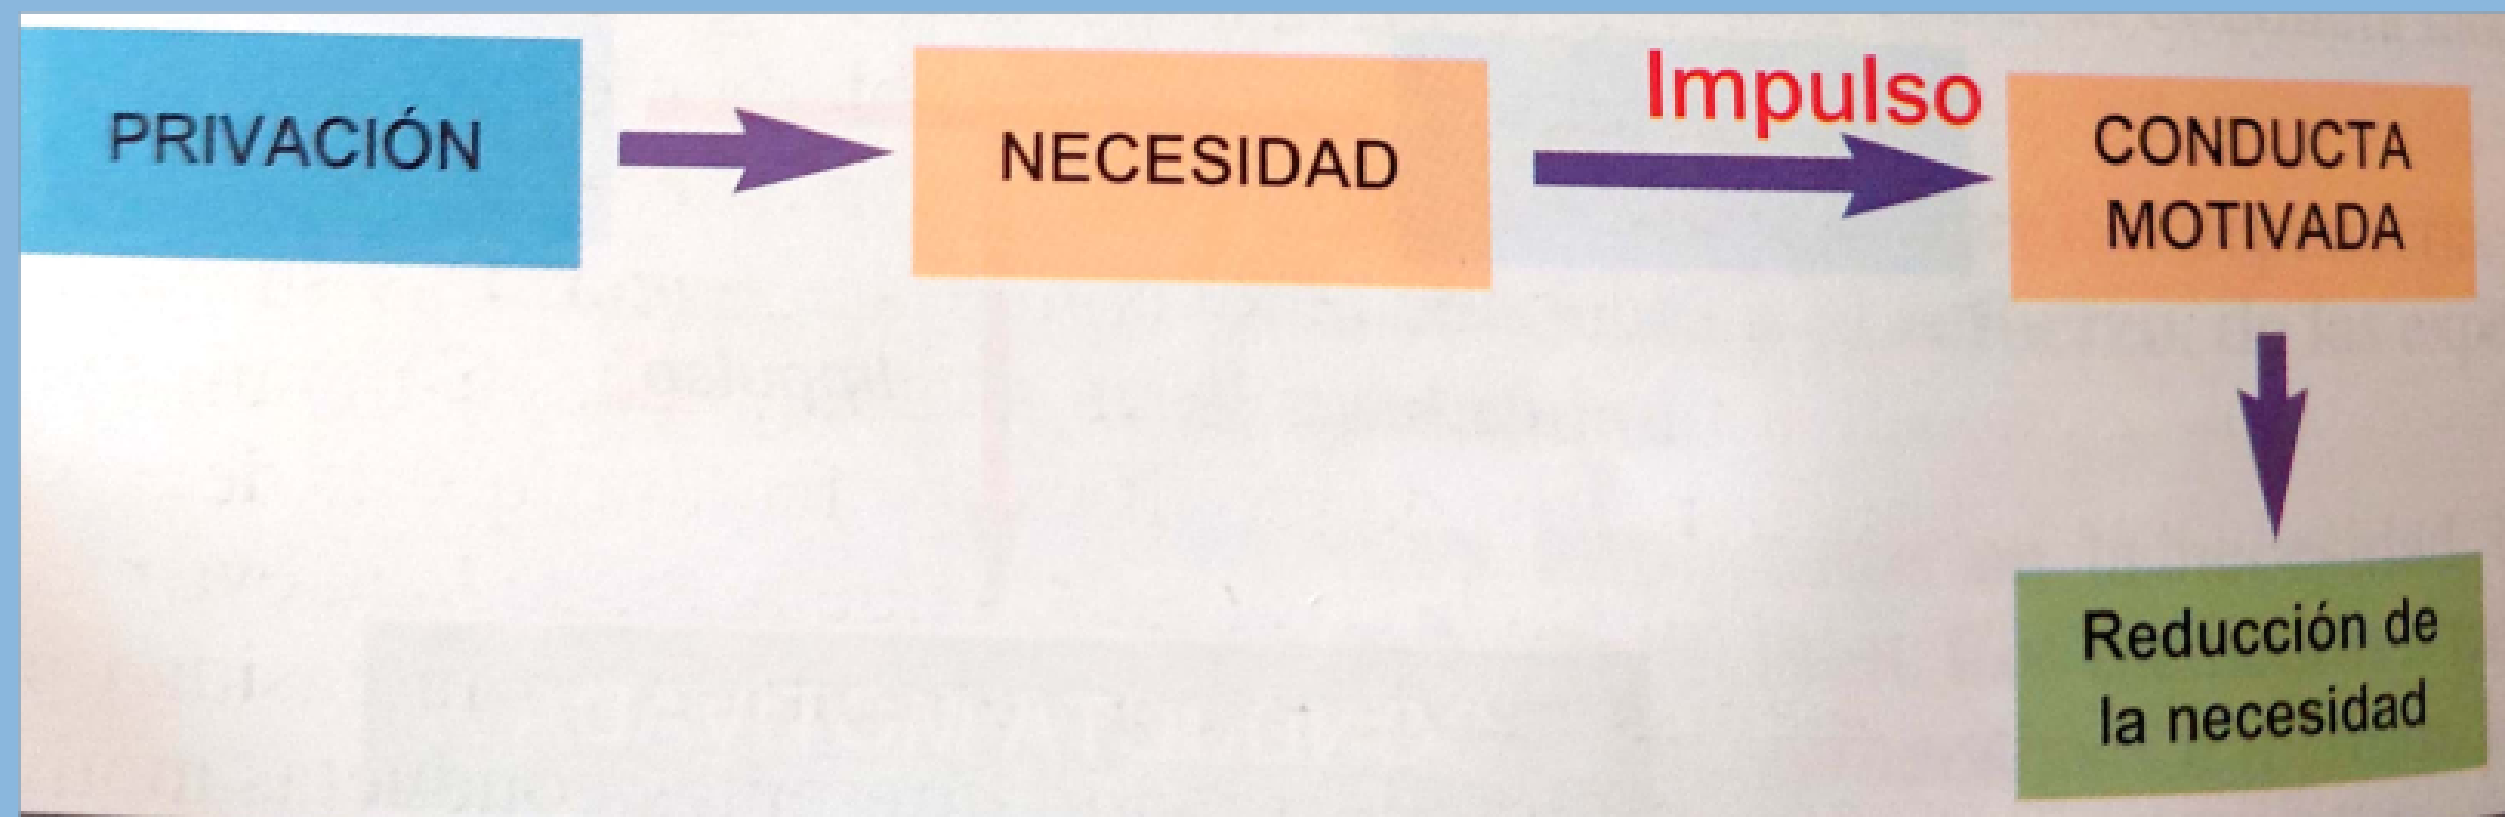 PRIVACIÓN
NECESIDAD
Impulso
CONDUCTA
MOTIVADA
Reducción de
la necesidad